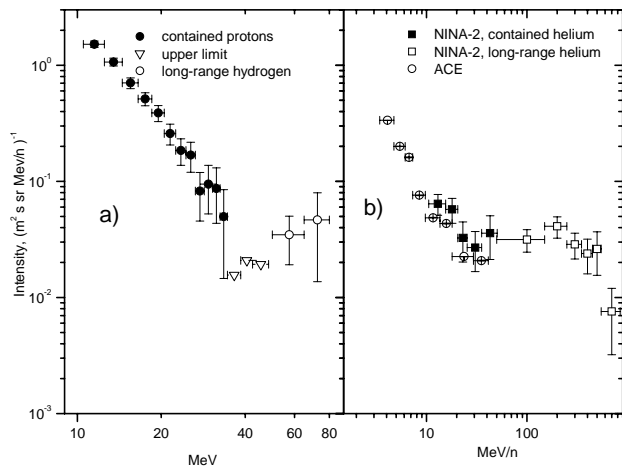 contained protons
upper limit
long-range hydrogen
NINA-2, contained helium
NINA-2, long-range helium
ACE
Intensity, (m² s sr Mev/n )⁻¹
10⁰
10⁻¹
10⁻²
10⁻³
a)
b)
10 20 40 60 80
10 100
MeV
MeV/n